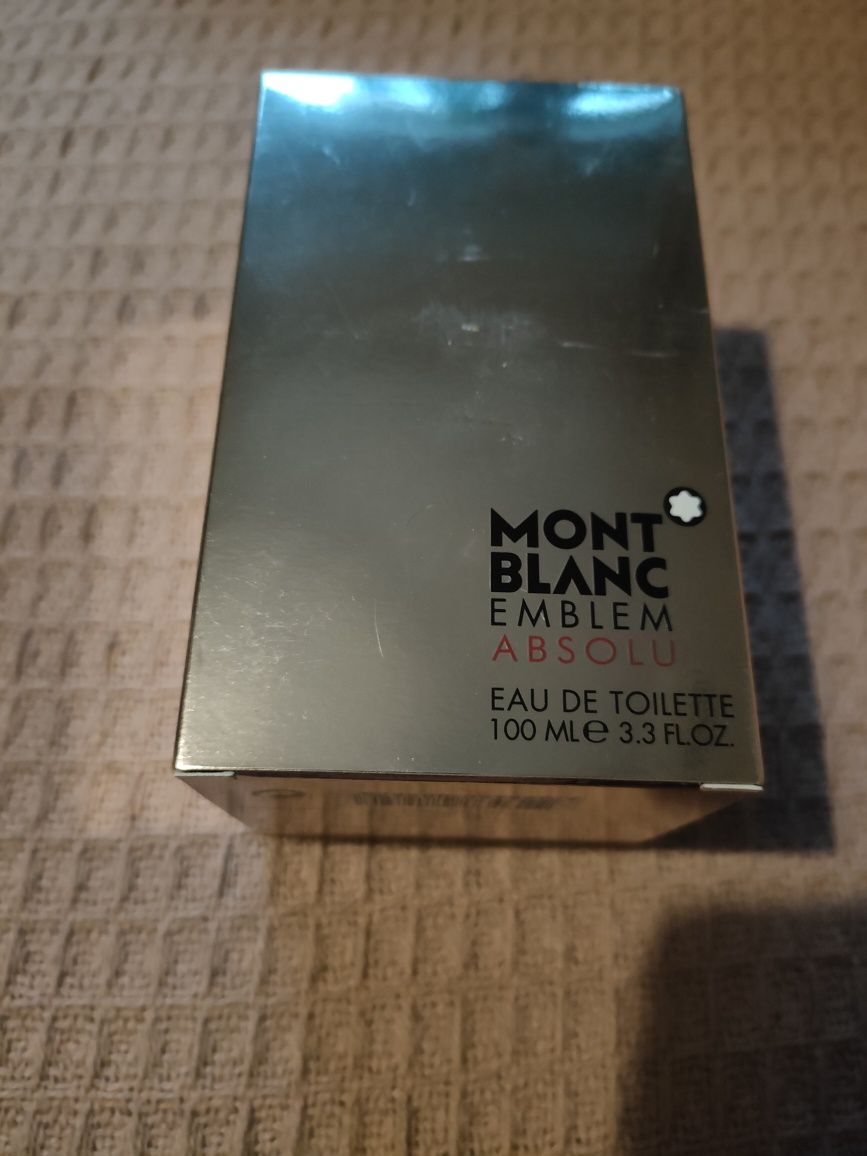 MONT
BLANC
EMBLEM
ABSOLU
EAU DE TOILETTE
100 ML e 3.3 FL.OZ.